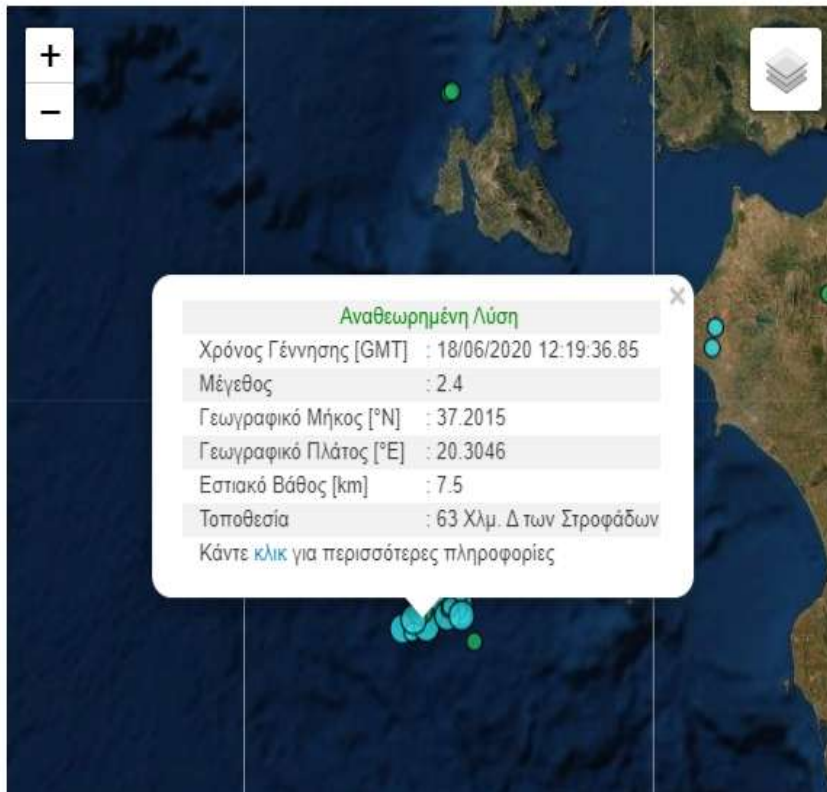 +
−
×
Αναθεωρημένη Λύση
Χρόνος Γέννησης [GMT] : 18/06/2020 12:19:36.85
Μέγεθος : 2.4
Γεωγραφικό Μήκος [°N] : 37.2015
Γεωγραφικό Πλάτος [°E] : 20.3046
Εστιακό Βάθος [km] : 7.5
Τοποθεσία : 63 Χλμ. Δ των Στροφάδων
Κάντε κλικ για περισσότερες πληροφορίες